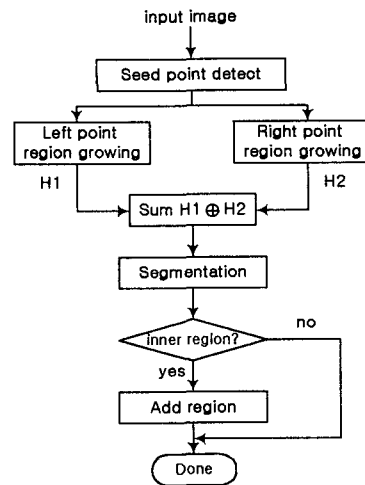 input image
Seed point detect
Left point
region growing
Right point
region growing
H1
H2
Sum H1 ⊕ H2
Segmentation
inner region?
no
yes
Add region
Done